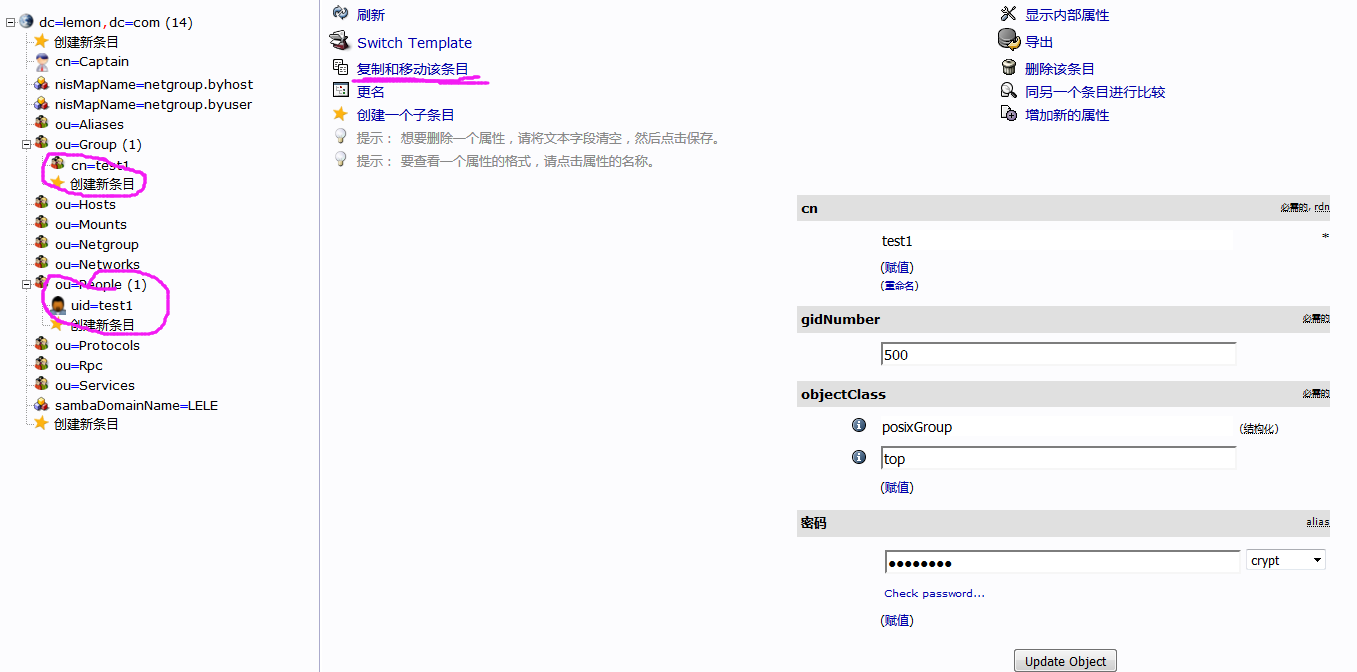 dc=lemon,dc=com (14)
创建新条目
cn=Captain
nisMapName=netgroup.byhost
nisMapName=netgroup.byuser
ou=Aliases
ou=Group (1)
cn=test1
创建新条目
ou=Hosts
ou=Mounts
ou=Netgroup
ou=Networks
ou=People (1)
uid=test1
创建新条目
ou=Protocols
ou=Rpc
ou=Services
sambaDomainName=LELE
创建新条目
刷新
Switch Template
复制和移动该条目
更名
创建一个子条目
提示： 想要删除一个属性，请将文本字段清空，然后点击保存。
提示： 要查看一个属性的格式，请点击属性的名称。
显示内部属性
导出
删除该条目
同另一个条目进行比较
增加新的属性
cn 必需的, rdn
test1 *
(赋值)
(重命名)
gidNumber 必需的
500
objectClass 必需的
posixGroup (结构化)
top
(赋值)
密码 alias
●●●●●●●● crypt
Check password...
(赋值)
Update Object